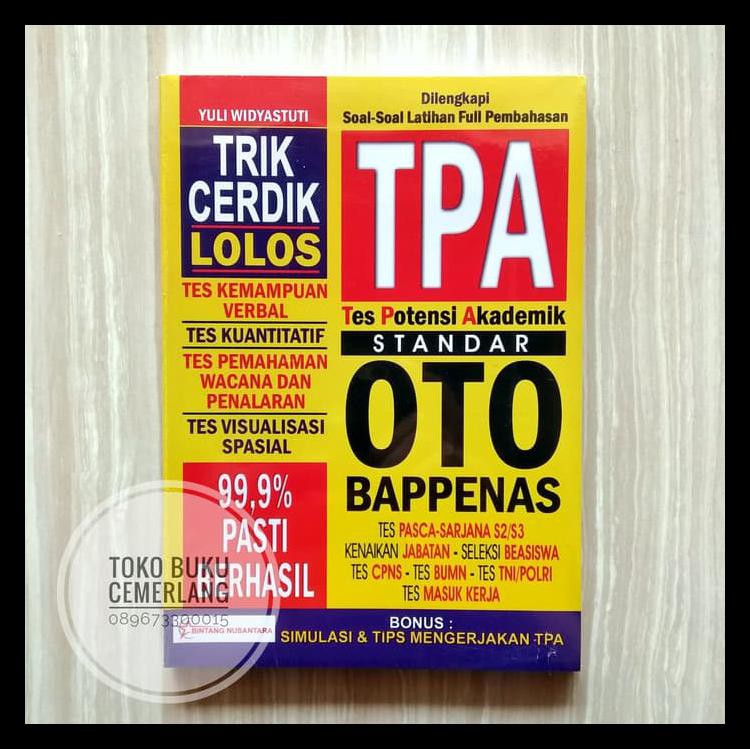 YULI WIDYASTUTI
TRIK
CERDIK
LOLOS
TES KEMAMPUAN
VERBAL
TES KUANTITATIF
TES PEMAHAMAN
WACANA DAN
PENALARAN
TES VISUALISASI
SPASIAL
99,9%
PASTI
BERHASIL
Dilengkapi
Soal-Soal Latihan Full Pembahasan
TPA
Tes Potensi Akademik
STANDAR
OTO
BAPPENAS
TES PASCA-SARJANA S2/S3
KENAIKAN JABATAN - SELEKSI BEASISWA
TES CPNS - TES BUMN - TES TNI/POLRI
TES MASUK KERJA
BINTANG NUSANTARA
BONUS :
SIMULASI & TIPS MENGERJAKAN TPA
TOKO BUKU
CEMERLANG
089673390015